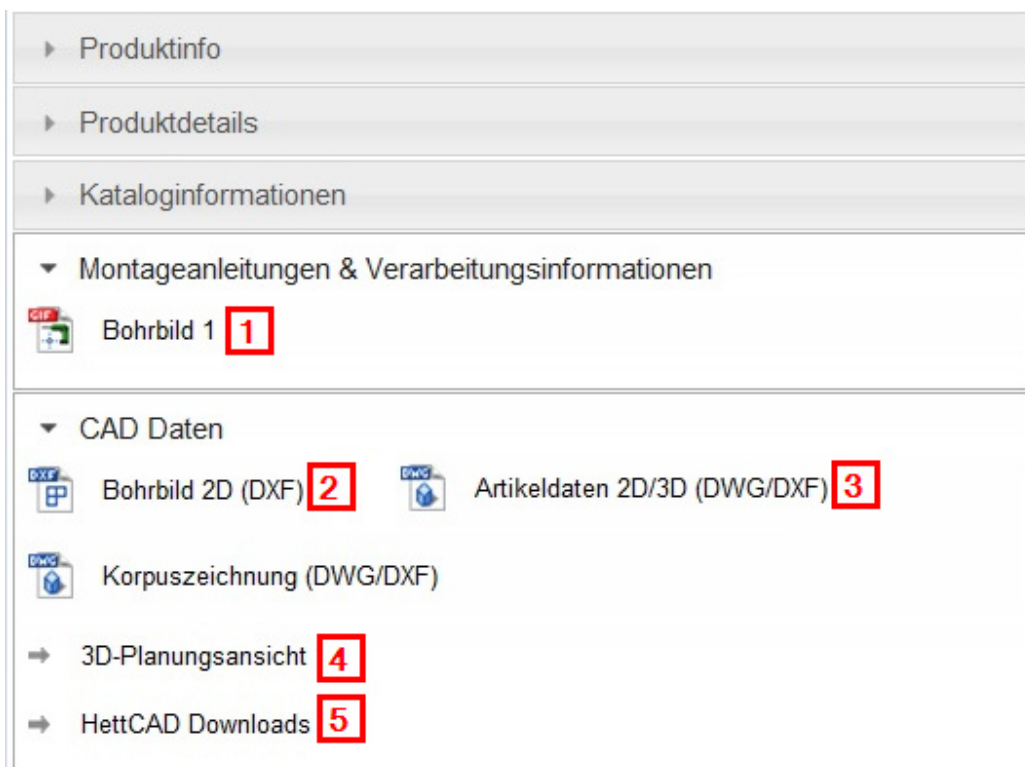 Produktinfo
Produktdetails
Kataloginformationen
Montageanleitungen & Verarbeitungsinformationen
GIF Bohrbild 1 1
CAD Daten
DXF Bohrbild 2D (DXF) 2 DWG Artikeldaten 2D/3D (DWG/DXF) 3
DWG Korpuszeichnung (DWG/DXF)
3D-Planungsansicht 4
HettCAD Downloads 5